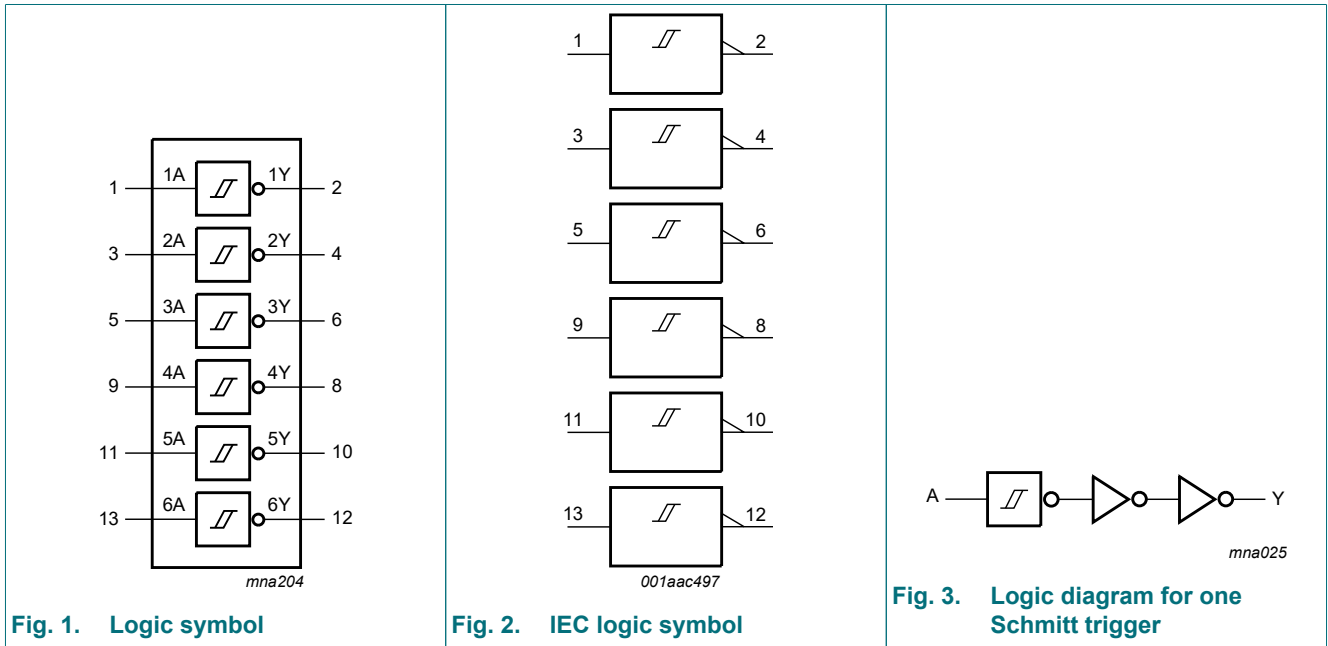 1A 1Y
1 2
2A 2Y
3 4
3A 3Y
5 6
4A 4Y
9 8
5A 5Y
11 10
6A 6Y
13 12
mna204
Fig. 1. Logic symbol
1 2
3 4
5 6
9 8
11 10
13 12
001aac497
Fig. 2. IEC logic symbol
A Y
mna025
Fig. 3. Logic diagram for one
Schmitt trigger